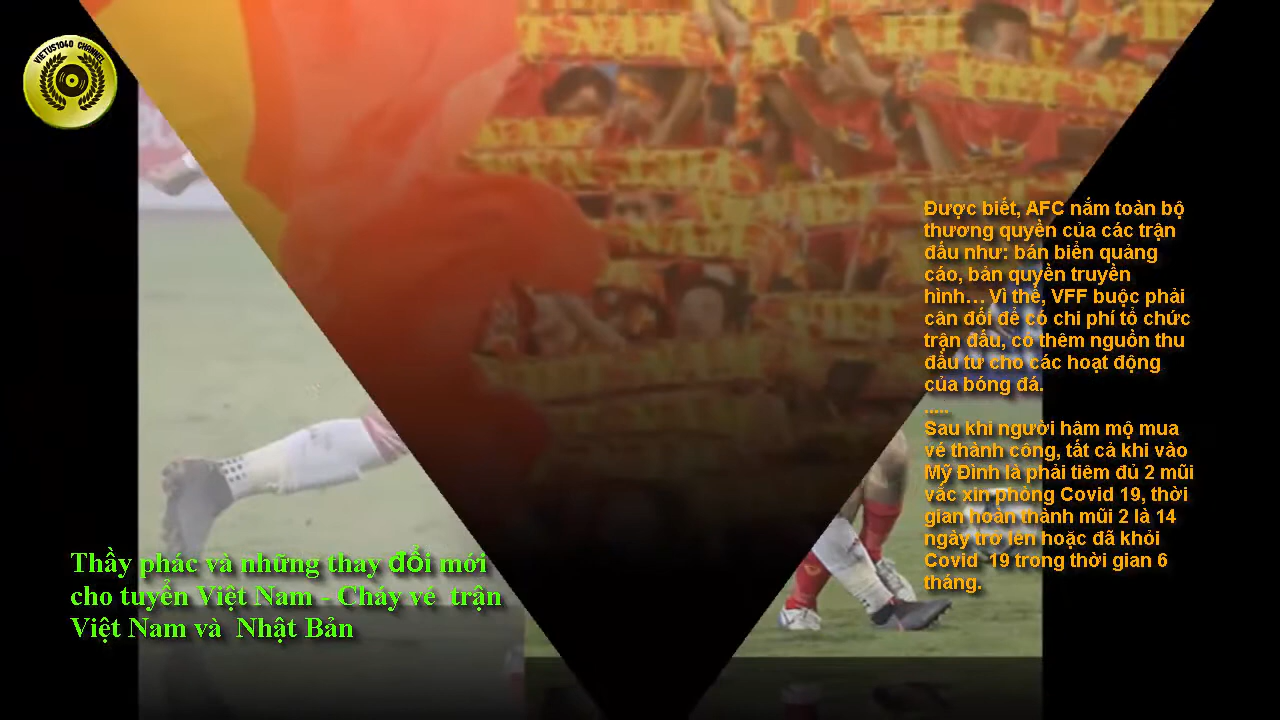 VIETUS1040 CHANNEL
VIET NAM
Được biết, AFC nắm toàn bộ
thương quyền của các trận
đấu như: bán biển quảng
cáo, bản quyền truyền
hình... Vì thế, VFF buộc phải
cân đối để có chi phí tổ chức
trận đấu, có thêm nguồn thu
đầu tư cho các hoạt động
của bóng đá.
.....
Sau khi người hâm mộ mua
vé thành công, tất cả khi vào
Mỹ Đình là phải tiêm đủ 2 mũi
vắc xin phòng Covid 19, thời
gian hoàn thành mũi 2 là 14
ngày trở lên hoặc đã khỏi
Covid 19 trong thời gian 6
tháng.
Thầy phác và những thay đổi mới
cho tuyển Việt Nam - Cháy vé trận
Việt Nam và Nhật Bản